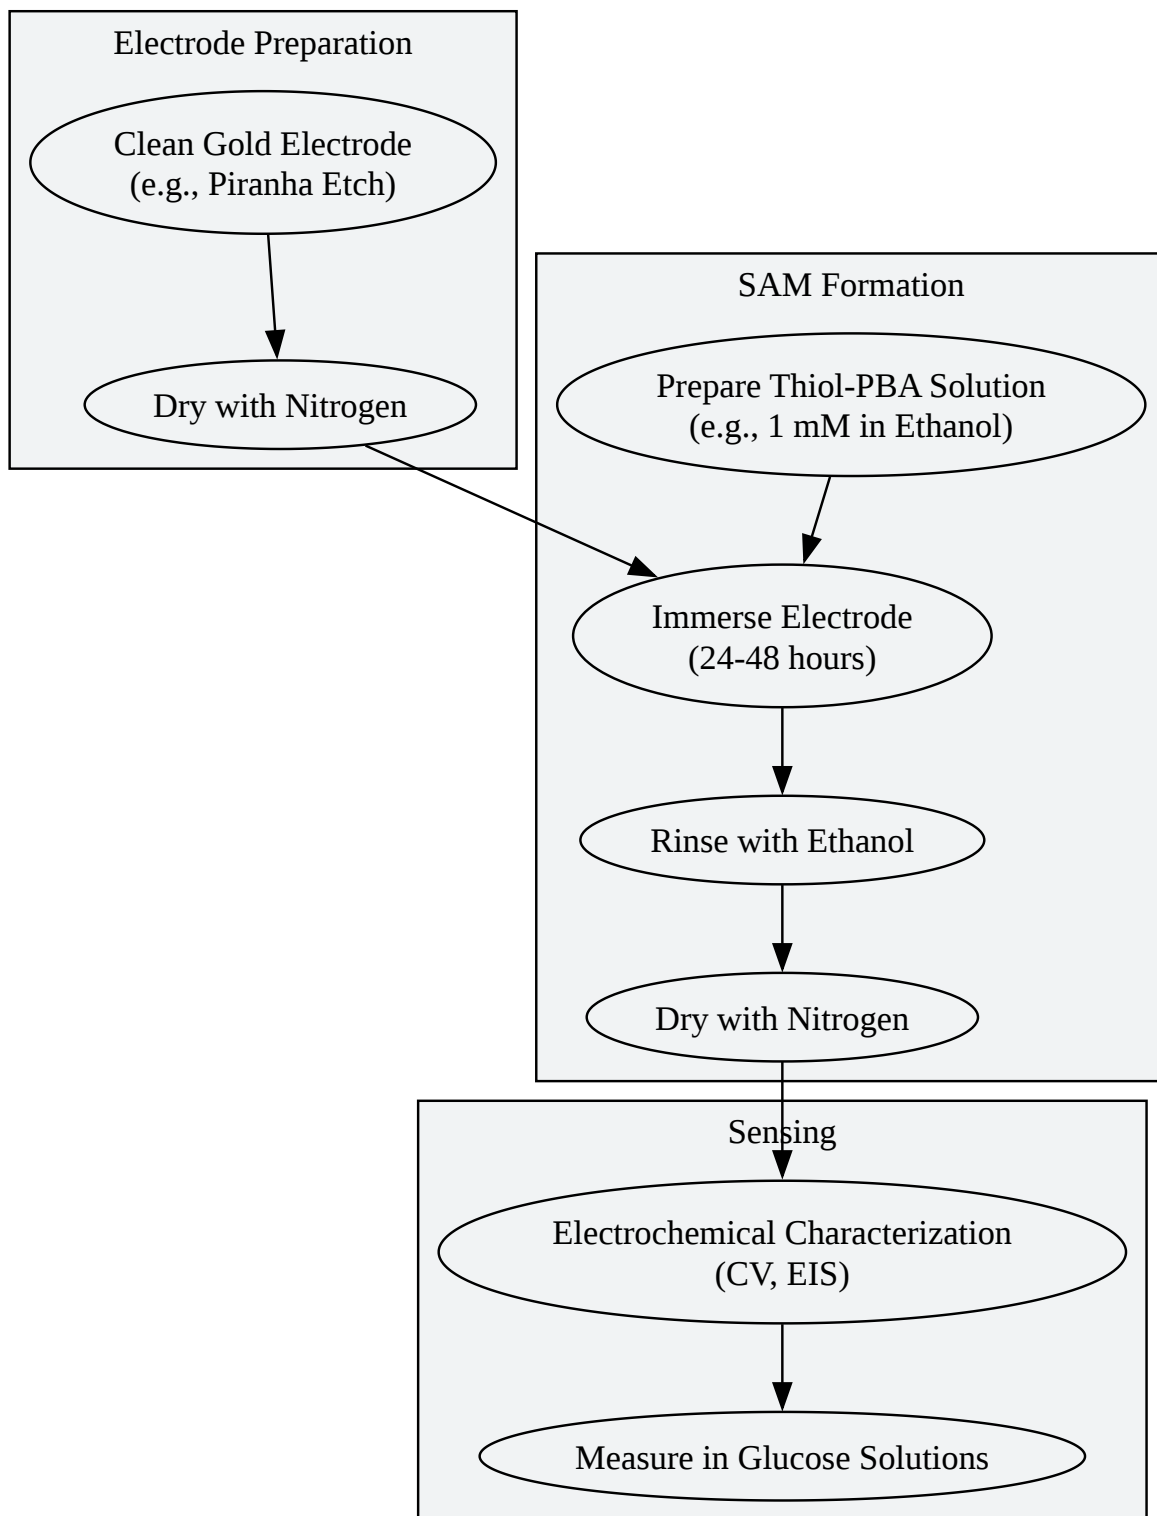 Electrode Preparation
Clean Gold Electrode
(e.g., Piranha Etch)
Dry with Nitrogen
SAM Formation
Prepare Thiol-PBA Solution
(e.g., 1 mM in Ethanol)
Immerse Electrode
(24-48 hours)
Rinse with Ethanol
Dry with Nitrogen
Sensing
Electrochemical Characterization
(CV, EIS)
Measure in Glucose Solutions